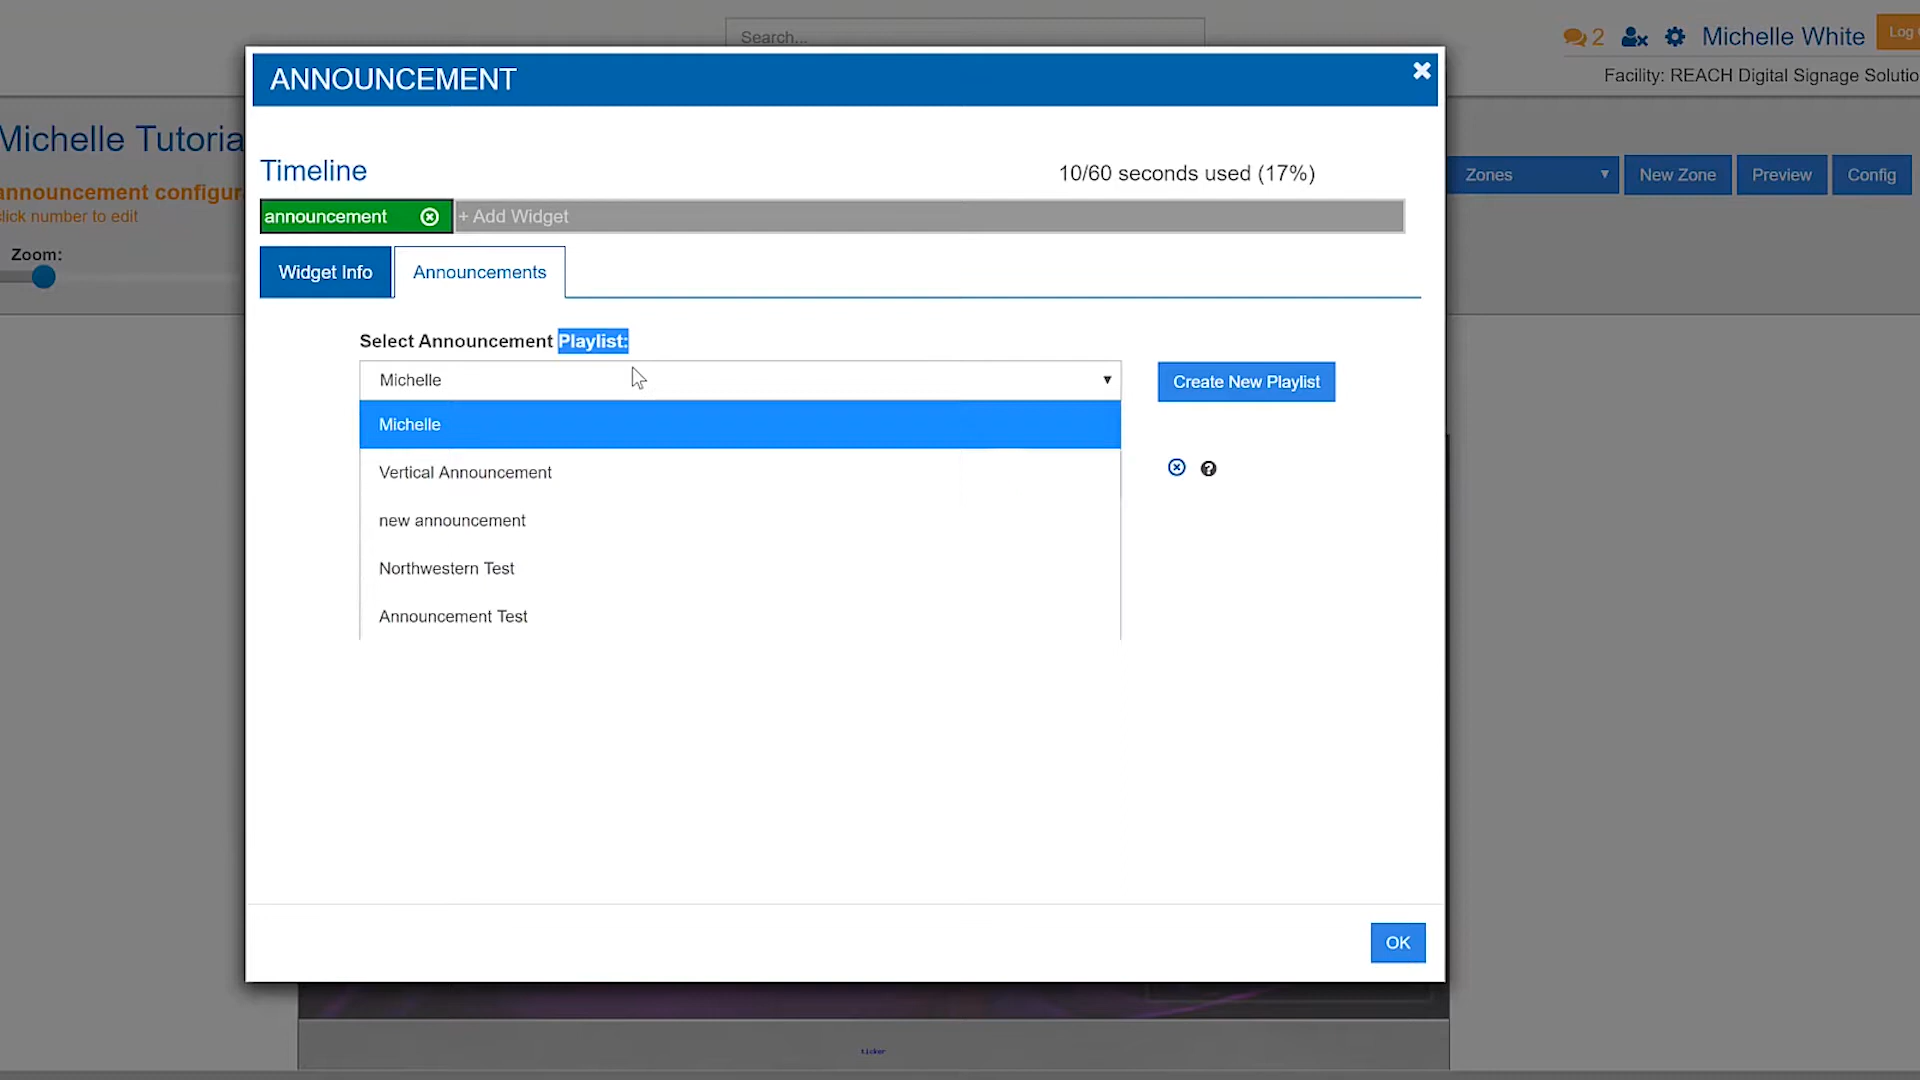 Search...
2
Michelle White
Log
Facility: REACH Digital Signage Solutio
ANNOUNCEMENT
Michelle Tutoria
announcement configur
click number to edit
Zoom:
Zones
New Zone
Preview
Config
Timeline
10/60 seconds used (17%)
announcement
+ Add Widget
Widget Info
Announcements
Select Announcement Playlist:
Michelle
Create New Playlist
Michelle
Vertical Announcement
new announcement
Northwestern Test
Announcement Test
OK
ticker